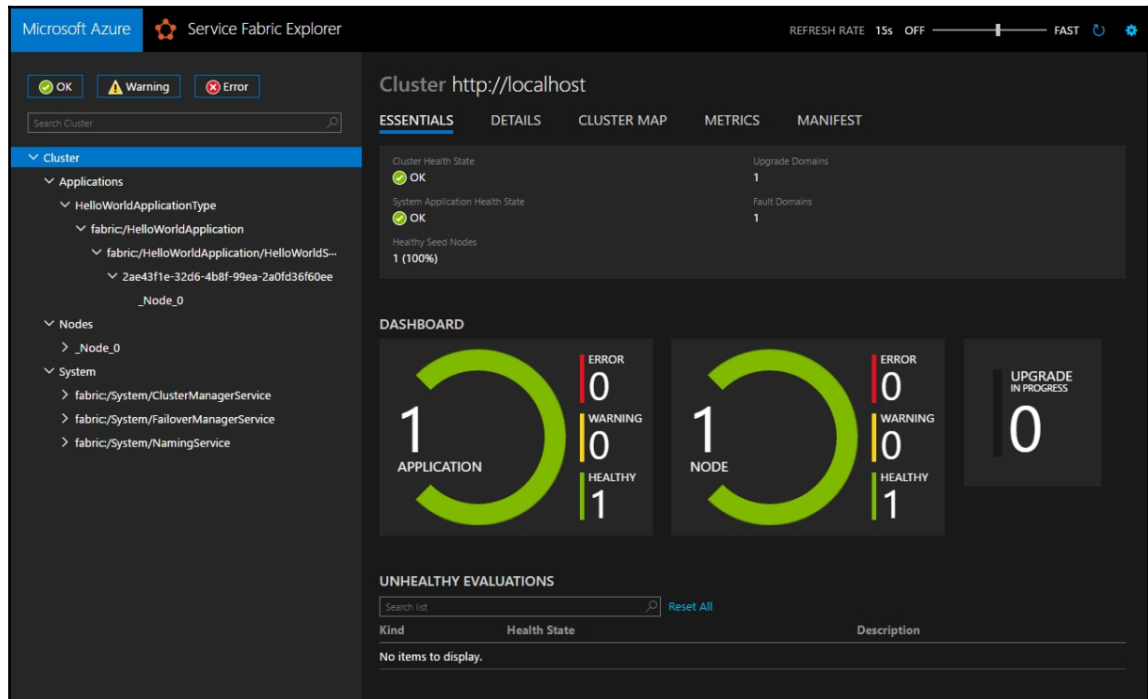 Microsoft Azure Service Fabric Explorer REFRESH RATE 15s OFF FAST
OK Warning Error
Search Cluster
Cluster
Applications
HelloWorldApplicationType
fabric:/HelloWorldApplication
fabric:/HelloWorldApplication/HelloWorldS...
2ae43f1e-32d6-4b8f-99ea-2a0fd36f60ee
_Node_0
Nodes
_Node_0
System
fabric:/System/ClusterManagerService
fabric:/System/FailoverManagerService
fabric:/System/NamingService
Cluster http://localhost
ESSENTIALS DETAILS CLUSTER MAP METRICS MANIFEST
Cluster Health State
OK
System Application Health State
OK
Healthy Seed Nodes
1 (100%)
Upgrade Domains
1
Fault Domains
1
DASHBOARD
1
APPLICATION
ERROR
0
WARNING
0
HEALTHY
1
1
NODE
ERROR
0
WARNING
0
HEALTHY
1
UPGRADE
IN PROGRESS
0
UNHEALTHY EVALUATIONS
Search list Reset All
Kind Health State Description
No items to display.